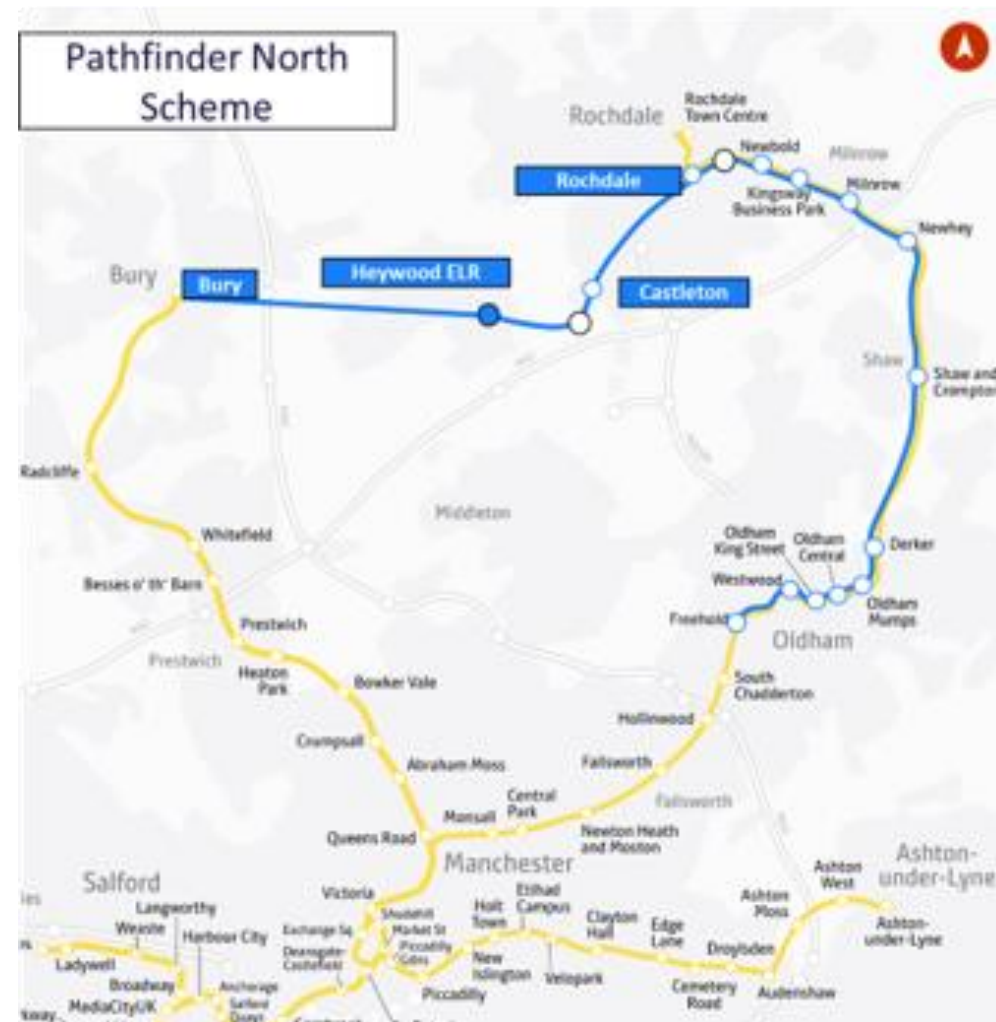 Pathfinder North
Scheme
Rochdale
Rochdale
Town Centre
Newbold
Milnrow
Rochdale
Kingsway
Business Park
Milnrow
Newhey
Bury
Bury
Heywood ELR
Castleton
Shaw
Shaw and
Crompton
Radcliffe
Middleton
Whitefield
Oldham
King Street
Oldham
Central
Derker
Besses o' th' Barn
Westwood
Oldham
Mumps
Freehold
Oldham
Prestwich
Prestwich
Heaton
Park
Bowker Vale
South
Chadderton
Hollinwood
Crumpsall
Abraham Moss
Failsworth
Failsworth
Central
Park
Monsall
Queens Road
Newton Heath
and Moston
Manchester
Salford
Victoria
Ashton-
under-Lyne
Ashton
West
Langworthy
Weaste
Harbour City
Exchange Sq
Shudehill
Market St
Deansgate-
Castlefield
Piccadilly
Gdns
Holt
Town
Etihad
Campus
Clayton
Hall
Edge
Lane
Ashton
Moss
Droylsden
Ashton-
under-Lyne
Ladywell
Broadway
Anchorage
MediaCityUK
Salford
New
Islington
Velopark
Piccadilly
Cemetery
Road
Audenshaw